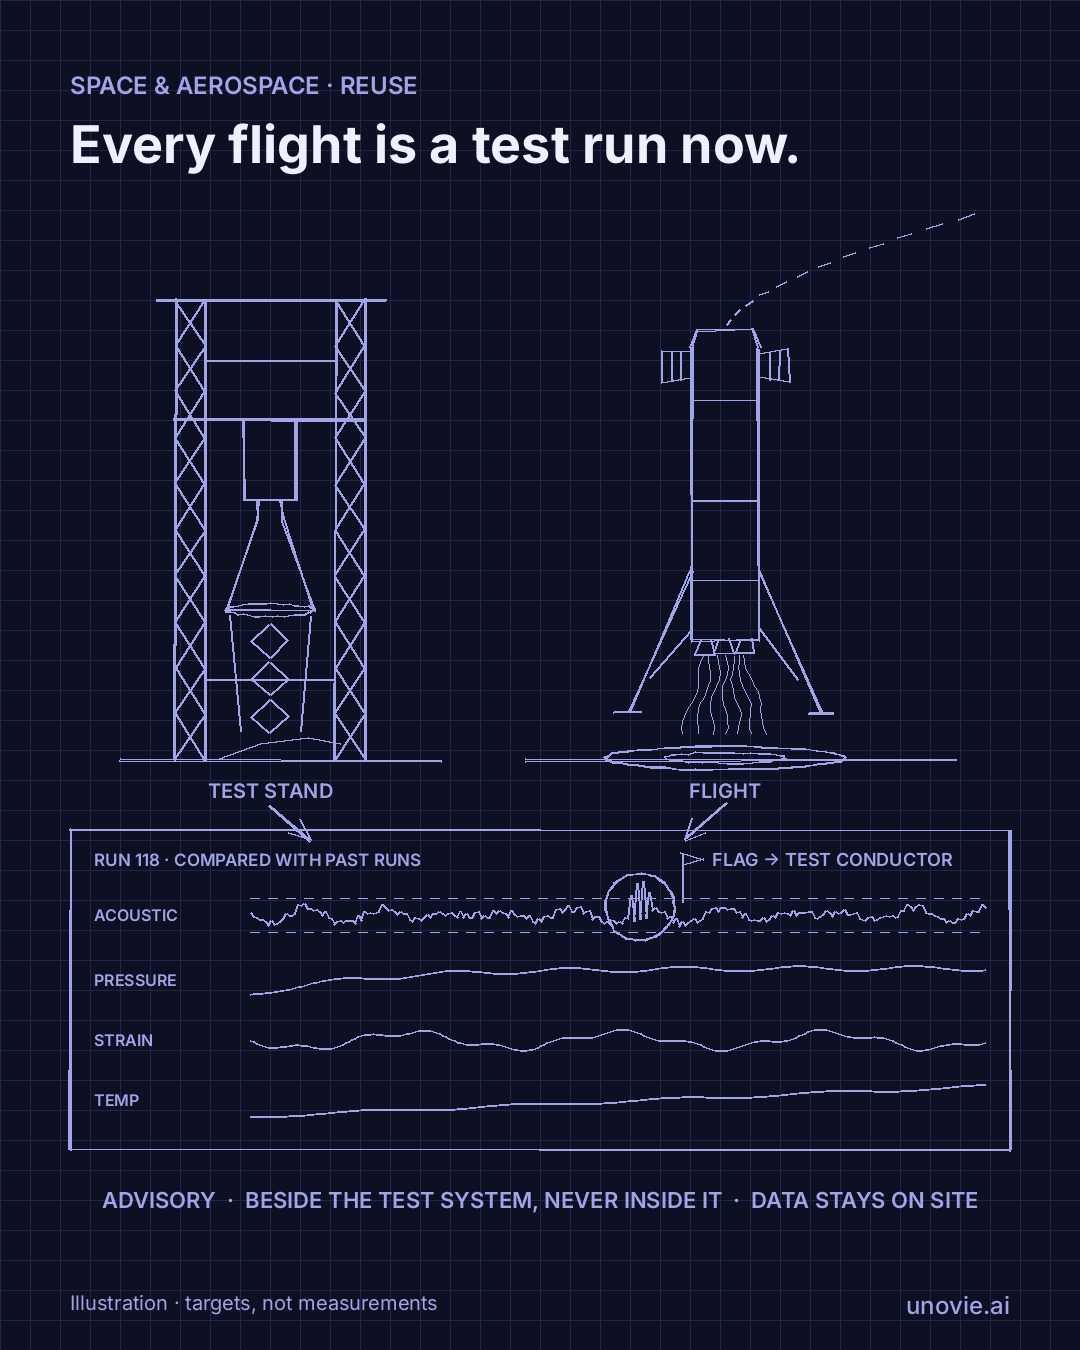 SPACE & AEROSPACE · REUSE
Every flight is a test run now.
TEST STAND
FLIGHT
RUN 118 · COMPARED WITH PAST RUNS
FLAG → TEST CONDUCTOR
ACOUSTIC
PRESSURE
STRAIN
TEMP
ADVISORY · BESIDE THE TEST SYSTEM, NEVER INSIDE IT · DATA STAYS ON SITE
Illustration · targets, not measurements
unovie.ai